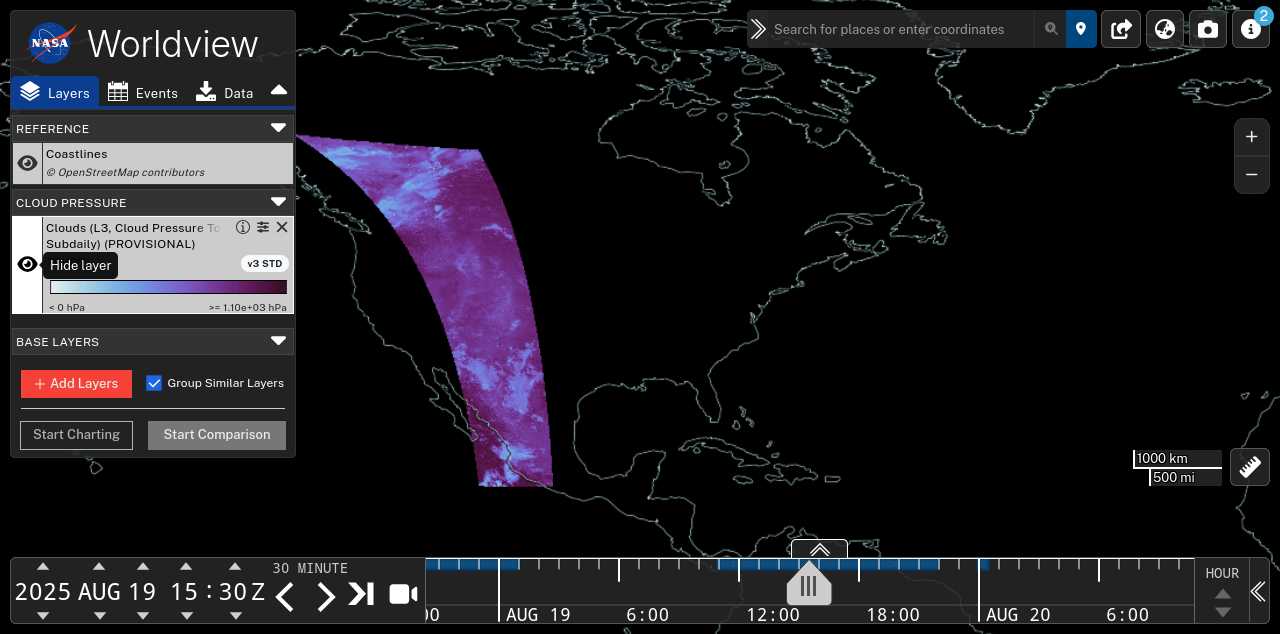 NASA
Worldview
Layers
Events
Data
REFERENCE
Coastlines
© OpenStreetMap contributors
CLOUD PRESSURE
Clouds (L3, Cloud Pressure To
Subdaily) (PROVISIONAL)
Hide layer
v3 STD
< 0 hPa
>= 1.10e+03 hPa
BASE LAYERS
+ Add Layers
Group Similar Layers
Start Charting
Start Comparison
Search for places or enter coordinates
2
+
−
1000 km
500 mi
2025 AUG 19 15 : 30 Z
30 MINUTE
00
AUG 19
6:00
12:00
18:00
AUG 20
6:00
HOUR